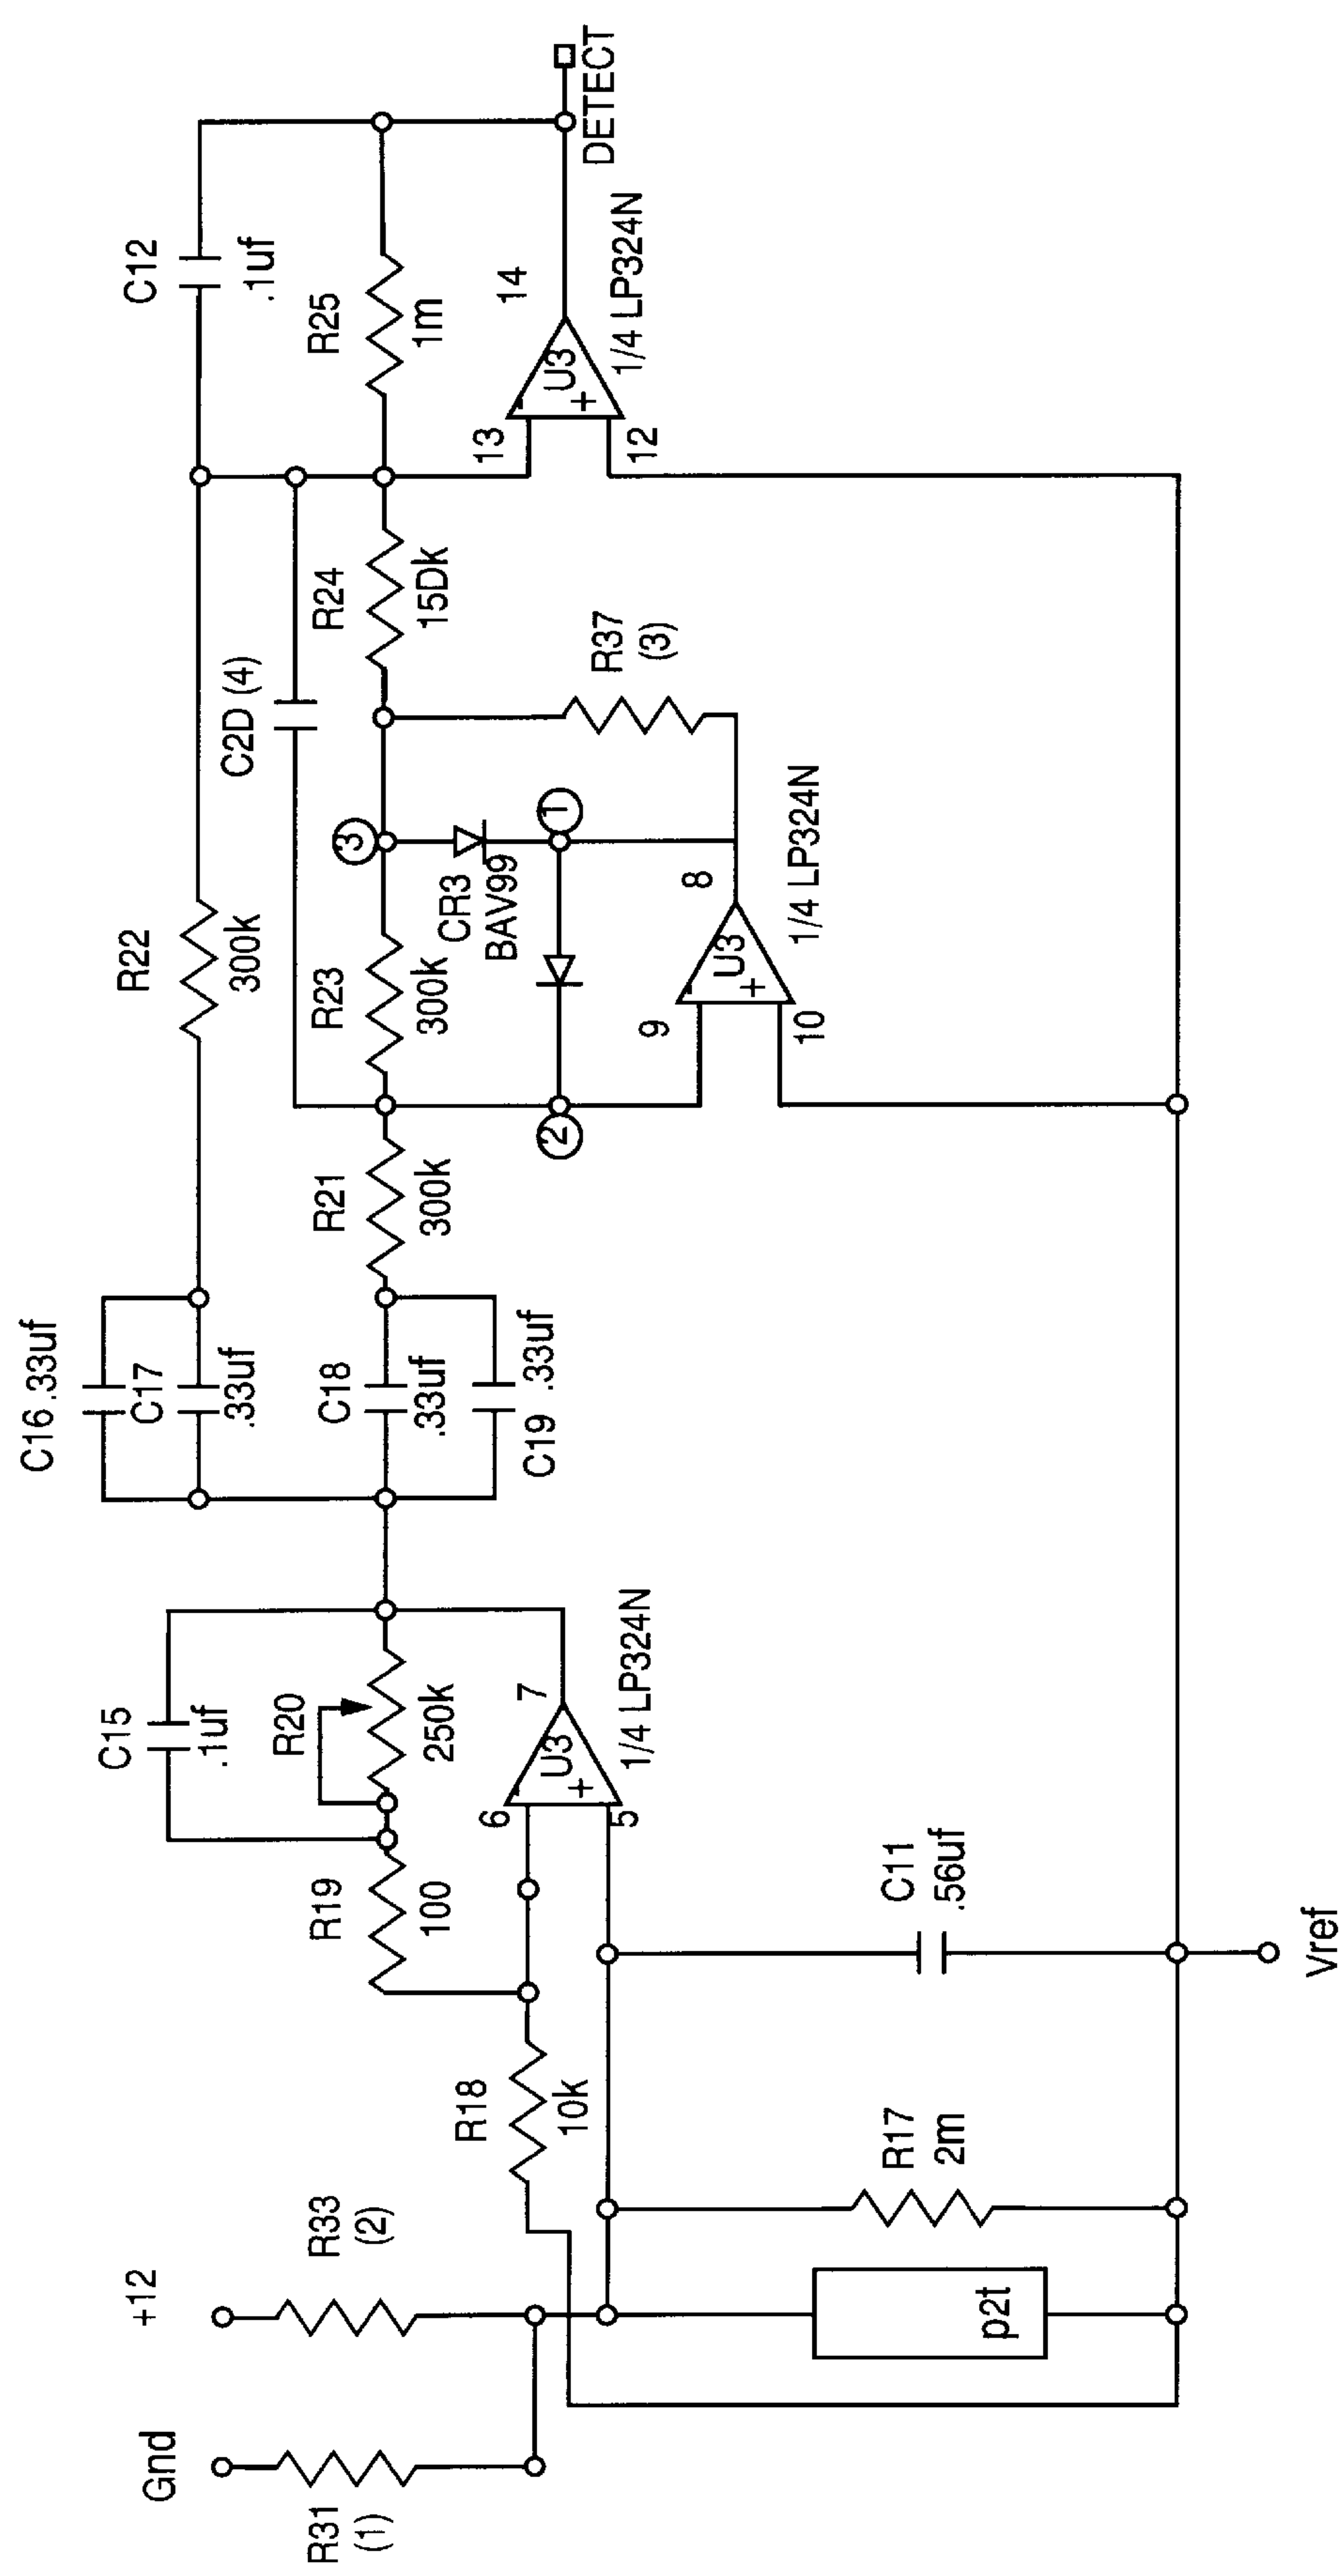 Gnd
+12
R31
(1)
R33
(2)
R18
10k
R17
2m
p2t
R19
100
R20
250k
C15
.1uf
6
5
7
U3
-
+
1/4 LP324N
C11
.56uf
Vref
C16 .33uf
C17
.33uf
C18
.33uf
C19 .33uf
R21
300k
R22
300k
R23
300k
C2D (4)
CR3
BAV99
3
1
2
9
10
8
U3
-
+
1/4 LP324N
R37
(3)
R24
15Dk
C12
.1uf
R25
1m
13
12
14
U3
-
+
1/4 LP324N
DETECT